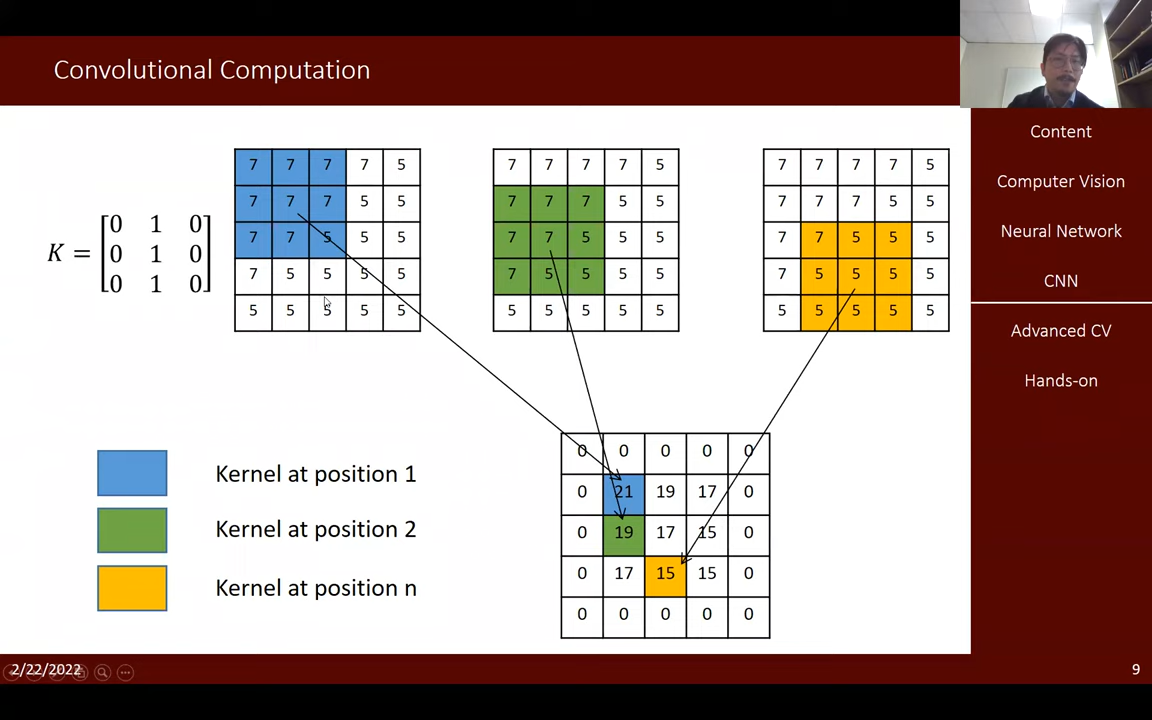 Convolutional Computation
Content
Computer Vision
Neural Network
CNN
Advanced CV
Hands-on
K = [0 1 0
0 1 0
0 1 0]
7 7 7 7 5
7 7 7 5 5
7 7 5 5 5
7 5 5 5 5
5 5 5 5 5
7 7 7 7 5
7 7 7 5 5
7 7 5 5 5
7 5 5 5 5
5 5 5 5 5
7 7 7 7 5
7 7 7 5 5
7 7 5 5 5
7 5 5 5 5
5 5 5 5 5
Kernel at position 1
Kernel at position 2
Kernel at position n
0 0 0 0 0
0 21 19 17 0
0 19 17 15 0
0 17 15 15 0
0 0 0 0 0
2/22/2022
9